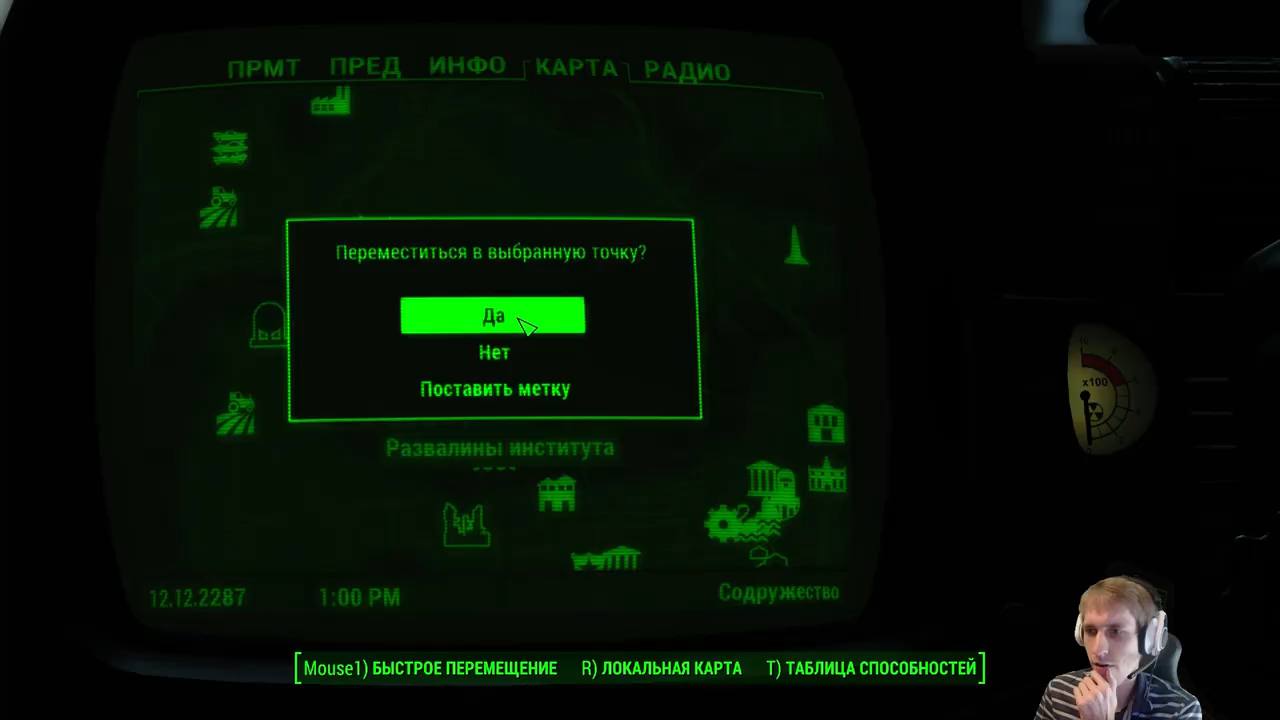 ПРМТ ПРЕД ИНФО КАРТА РАДИО
Переместиться в выбранную точку?
Да
Нет
Поставить метку
Развалины института
12.12.2287 1:00 PM Содружество
x100
Mouse1) БЫСТРОЕ ПЕРЕМЕЩЕНИЕ R) ЛОКАЛЬНАЯ КАРТА T) ТАБЛИЦА СПОСОБНОСТЕЙ